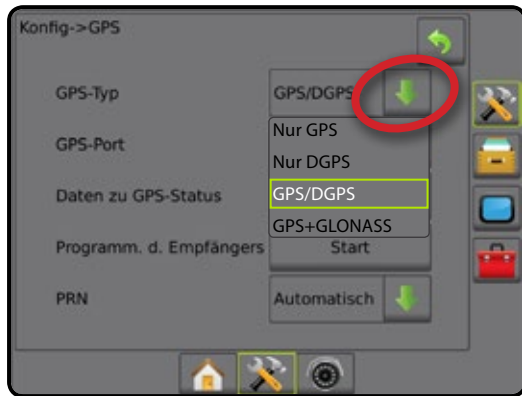 Konfig->GPS
GPS-Typ GPS/DGPS
Nur GPS
GPS-Port
Nur DGPS
Daten zu GPS-Status GPS/DGPS
GPS+GLONASS
Programm. d. Empfängers Start
PRN Automatisch